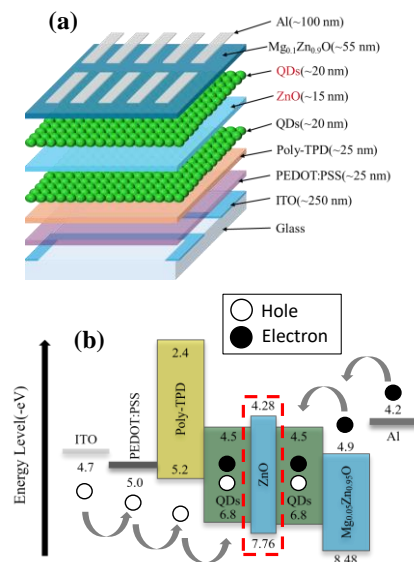 (a)
Al(~100 nm)
Mg0.1Zn0.9O(~55 nm)
QDs(~20 nm)
ZnO(~15 nm)
QDs(~20 nm)
Poly-TPD(~25 nm)
PEDOT:PSS(~25 nm)
ITO(~250 nm)
Glass
(b)
Hole
Electron
Energy Level(-eV)
ITO
4.7
PEDOT:PSS
5.0
2.4
Poly-TPD
5.2
4.5
QDs
6.8
4.28
ZnO
7.76
4.5
QDs
6.8
4.9
Mg0.05Zn0.95O
8.48
4.2
Al